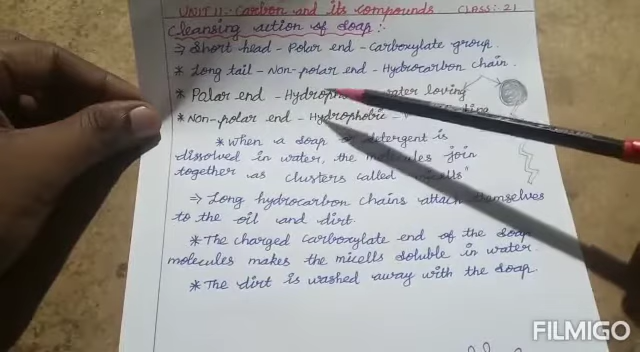 UNIT 11:- Carbon and its compounds CLASS: 21
Cleansing action of soap:-
⇒ Short head - Polar end - Carboxylate group.
* Long tail - Non-polar end - Hydrocarbon chain.
* Polar end - water loving
* Non-polar end - Hydrophobic -
* When a soap detergent is
dissolved in water, the molecules join
together as clusters called "micells"
⇒ Long hydrocarbon chains attach themselves
to the oil and dirt.
* The charged carboxylate end of the soap
molecules makes the micells soluble in water.
* The dirt is washed away with the soap.
FILMIGO